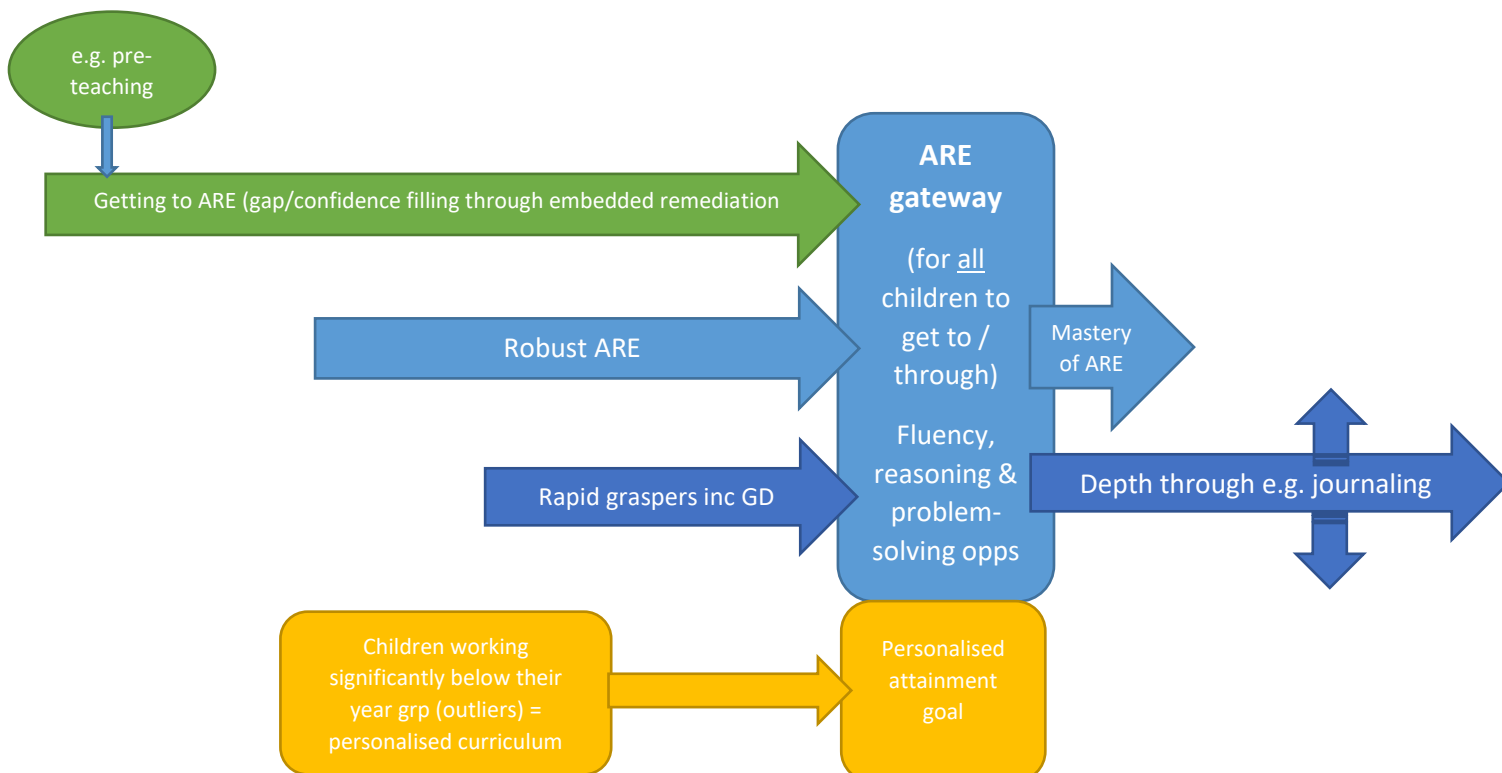 e.g. pre-
teaching
Getting to ARE (gap/confidence filling through embedded remediation
Robust ARE
Rapid graspers inc GD
ARE
gateway
(for all
children to
get to /
through)
Fluency,
reasoning &
problem-
solving opps
Mastery
of ARE
Depth through e.g. journaling
Children working
significantly below their
year grp (outliers) =
personalised curriculum
Personalised
attainment
goal